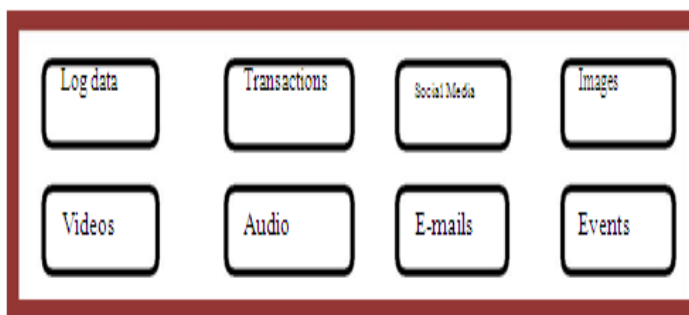 Log data
Transactions
Social Media
Images
Videos
Audio
E-mails
Events